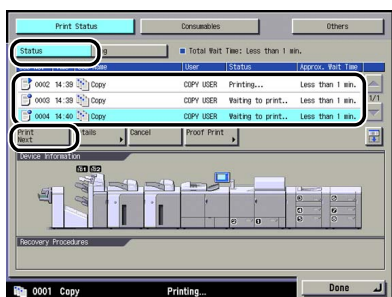 Print Status Consumables Others
Status g Total Wait Time: Less than 1 min.
User Status Approx. Wait Time
0002 14:39 Copy COPY USER Printing... Less than 1 min.
0003 14:39 Copy COPY USER Waiting to print.. Less than 1 min.
0004 14:40 Copy COPY USER Waiting to print.. Less than 1 min.
1/1
Print Next tails Cancel Proof Print
Device Information
Recovery Procedures
0001 Copy Printing... Done